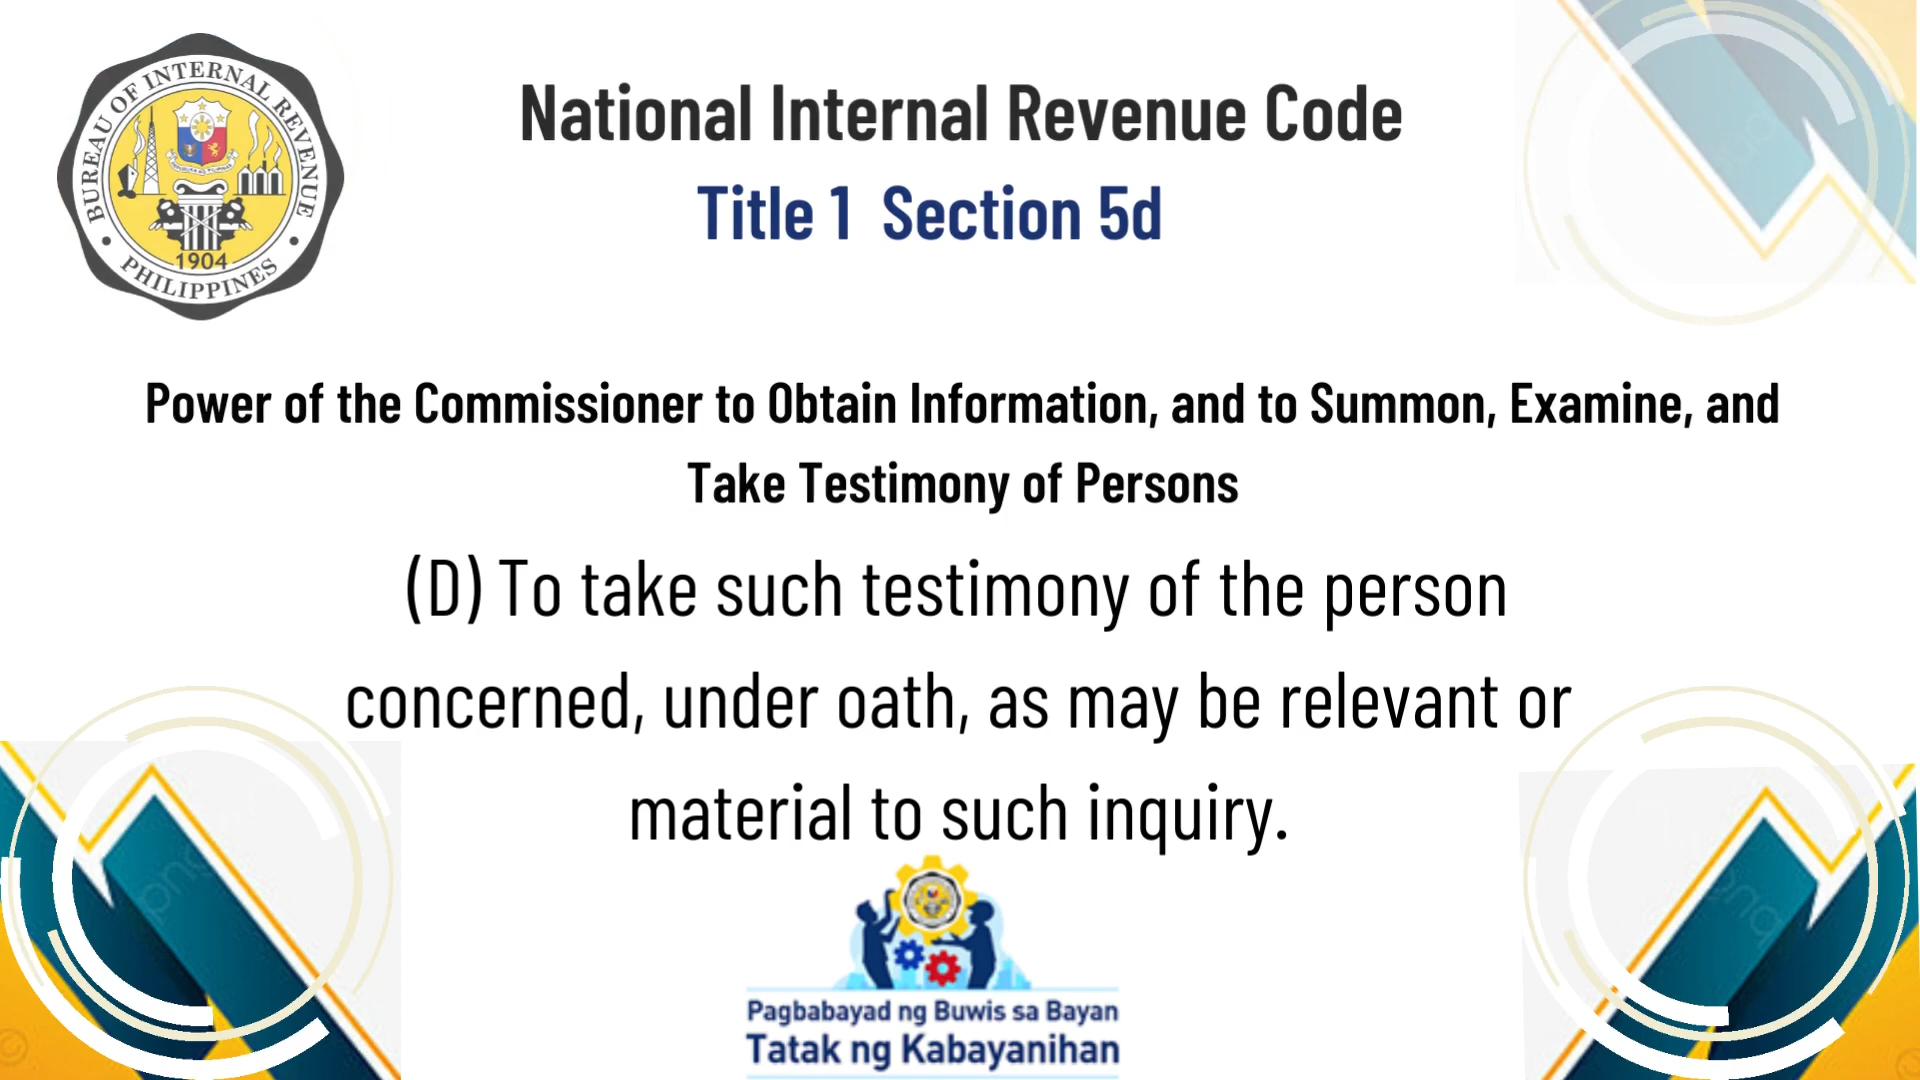 BUREAU OF INTERNAL REVENUE
1904
PHILIPPINES
National Internal Revenue Code
Title 1 Section 5d
Power of the Commissioner to Obtain Information, and to Summon, Examine, and
Take Testimony of Persons
(D) To take such testimony of the person
concerned, under oath, as may be relevant or
material to such inquiry.
Pagbabayad ng Buwis sa Bayan
Tatak ng Kabayanihan